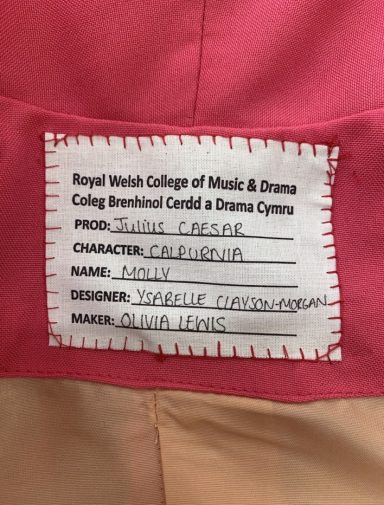 Royal Welsh College of Music & Drama
Coleg Brenhinol Cerdd a Drama Cymru
PROD: JULIUS CAESAR
CHARACTER: CALPURNIA
NAME: MOLLY
DESIGNER: YSABELLE CLAYSON-MORGAN
MAKER: OLIVIA LEWIS